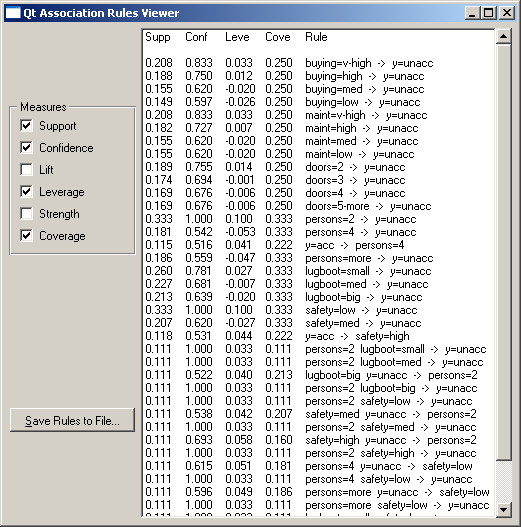 Qt Association Rules Viewer
Measures
Support
Confidence
Lift
Leverage
Strength
Coverage
Save Rules to File...
Supp Conf Leve Cove Rule
0.208 0.833 0.033 0.250 buying=v-high -> y=unacc
0.188 0.750 0.012 0.250 buying=high -> y=unacc
0.155 0.620 -0.020 0.250 buying=med -> y=unacc
0.149 0.597 -0.026 0.250 buying=low -> y=unacc
0.208 0.833 0.033 0.250 maint=v-high -> y=unacc
0.182 0.727 0.007 0.250 maint=high -> y=unacc
0.155 0.620 -0.020 0.250 maint=med -> y=unacc
0.155 0.620 -0.020 0.250 maint=low -> y=unacc
0.189 0.755 0.014 0.250 doors=2 -> y=unacc
0.174 0.694 -0.001 0.250 doors=3 -> y=unacc
0.169 0.676 -0.006 0.250 doors=4 -> y=unacc
0.169 0.676 -0.006 0.250 doors=5-more -> y=unacc
0.333 1.000 0.100 0.333 persons=2 -> y=unacc
0.181 0.542 -0.053 0.333 persons=4 -> y=unacc
0.115 0.516 0.041 0.222 y=acc -> persons=4
0.186 0.559 -0.047 0.333 persons=more -> y=unacc
0.260 0.781 0.027 0.333 lugboot=small -> y=unacc
0.227 0.681 -0.007 0.333 lugboot=med -> y=unacc
0.213 0.639 -0.020 0.333 lugboot=big -> y=unacc
0.333 1.000 0.100 0.333 safety=low -> y=unacc
0.207 0.620 -0.027 0.333 safety=med -> y=unacc
0.118 0.531 0.044 0.222 y=acc -> safety=high
0.111 1.000 0.033 0.111 persons=2 lugboot=small -> y=unacc
0.111 1.000 0.033 0.111 persons=2 lugboot=med -> y=unacc
0.111 0.522 0.040 0.213 lugboot=big y=unacc -> persons=2
0.111 1.000 0.033 0.111 persons=2 lugboot=big -> y=unacc
0.111 1.000 0.033 0.111 persons=2 safety=low -> y=unacc
0.111 0.538 0.042 0.207 safety=med y=unacc -> persons=2
0.111 1.000 0.033 0.111 persons=2 safety=med -> y=unacc
0.111 0.693 0.058 0.160 safety=high y=unacc -> persons=2
0.111 1.000 0.033 0.111 persons=2 safety=high -> y=unacc
0.111 0.615 0.051 0.181 persons=4 y=unacc -> safety=low
0.111 1.000 0.033 0.111 persons=4 safety=low -> y=unacc
0.111 0.596 0.049 0.186 persons=more y=unacc -> safety=low
0.111 1.000 0.033 0.111 persons=more safety=low -> y=unacc